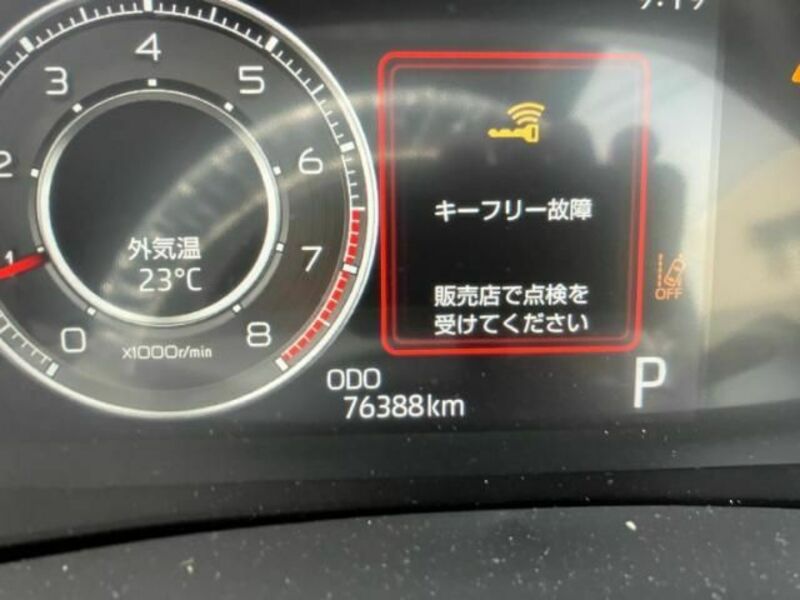 4
3
5
2
6
キーフリー故障
1
外気温
23°C
7
販売店で点検を
受けてください
OFF
0
8
x1000r/min
ODO
76388km
P